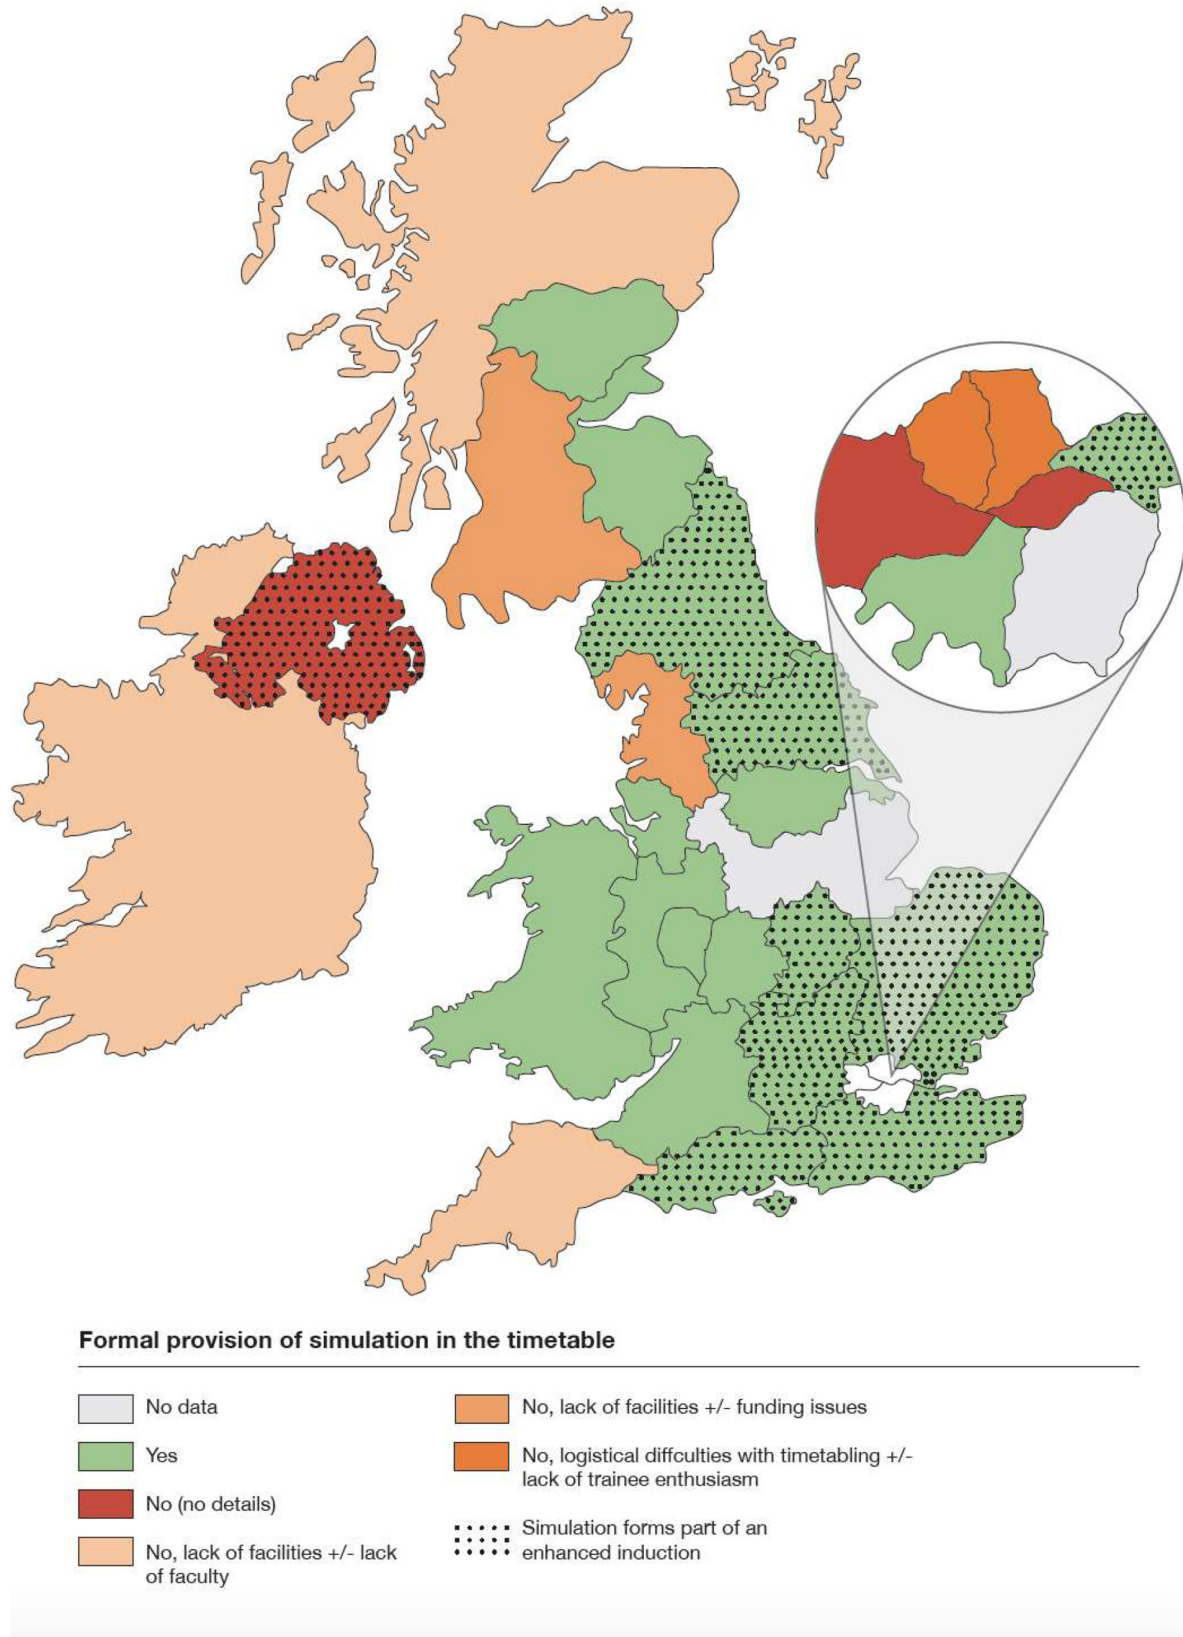 Formal provision of simulation in the timetable
No data
Yes
No (no details)
No, lack of facilities +/- lack
of faculty
No, lack of facilities +/- funding issues
No, logistical diffculties with timetabling +/-
lack of trainee enthusiasm
Simulation forms part of an
enhanced induction